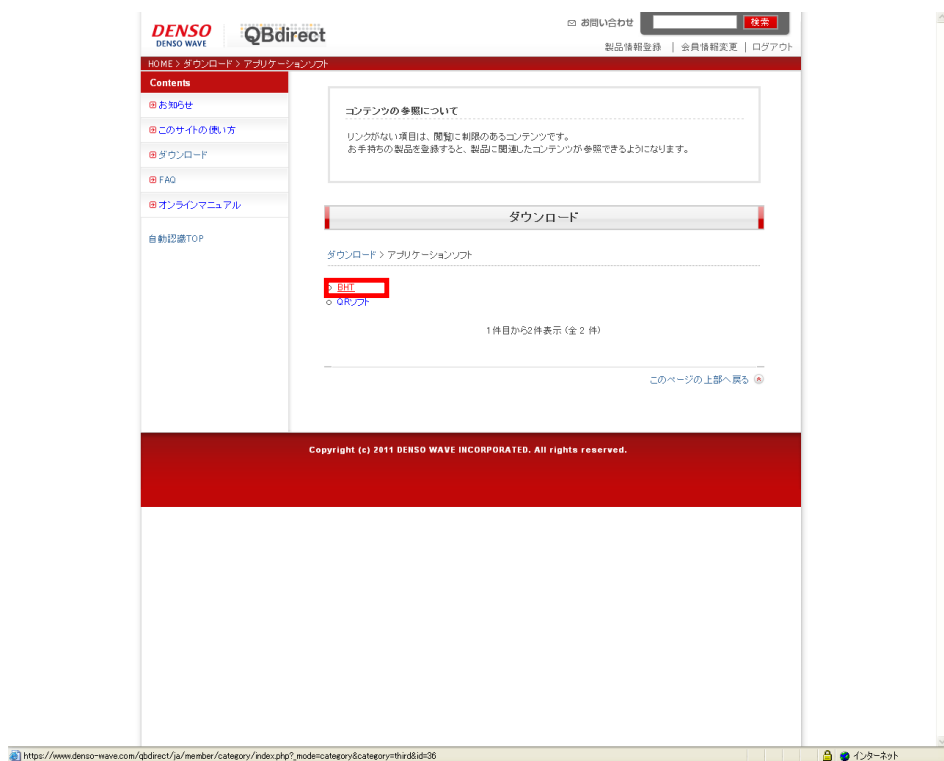 DENSO
DENSO WAVE
QBdirect
お問い合わせ
検索
製品情報登録 | 会員情報変更 | ログアウト
HOME > ダウンロード > アプリケーションソフト
Contents
お知らせ
このサイトの使い方
ダウンロード
FAQ
オンラインマニュアル
自動認識TOP
コンテンツの参照について
リンクがない項目は、閲覧に制限のあるコンテンツです。
お手持ちの製品を登録すると、製品に関連したコンテンツが参照できるようになります。
ダウンロード
ダウンロード > アプリケーションソフト
BHT
QRソフト
1件目から2件表示 (全 2 件)
このページの上部へ戻る
Copyright (c) 2011 DENSO WAVE INCORPORATED. All rights reserved.
https://www.denso-wave.com/qbdirect/ja/member/category/index.php?_mode=category&category=third&id=36
インターネット